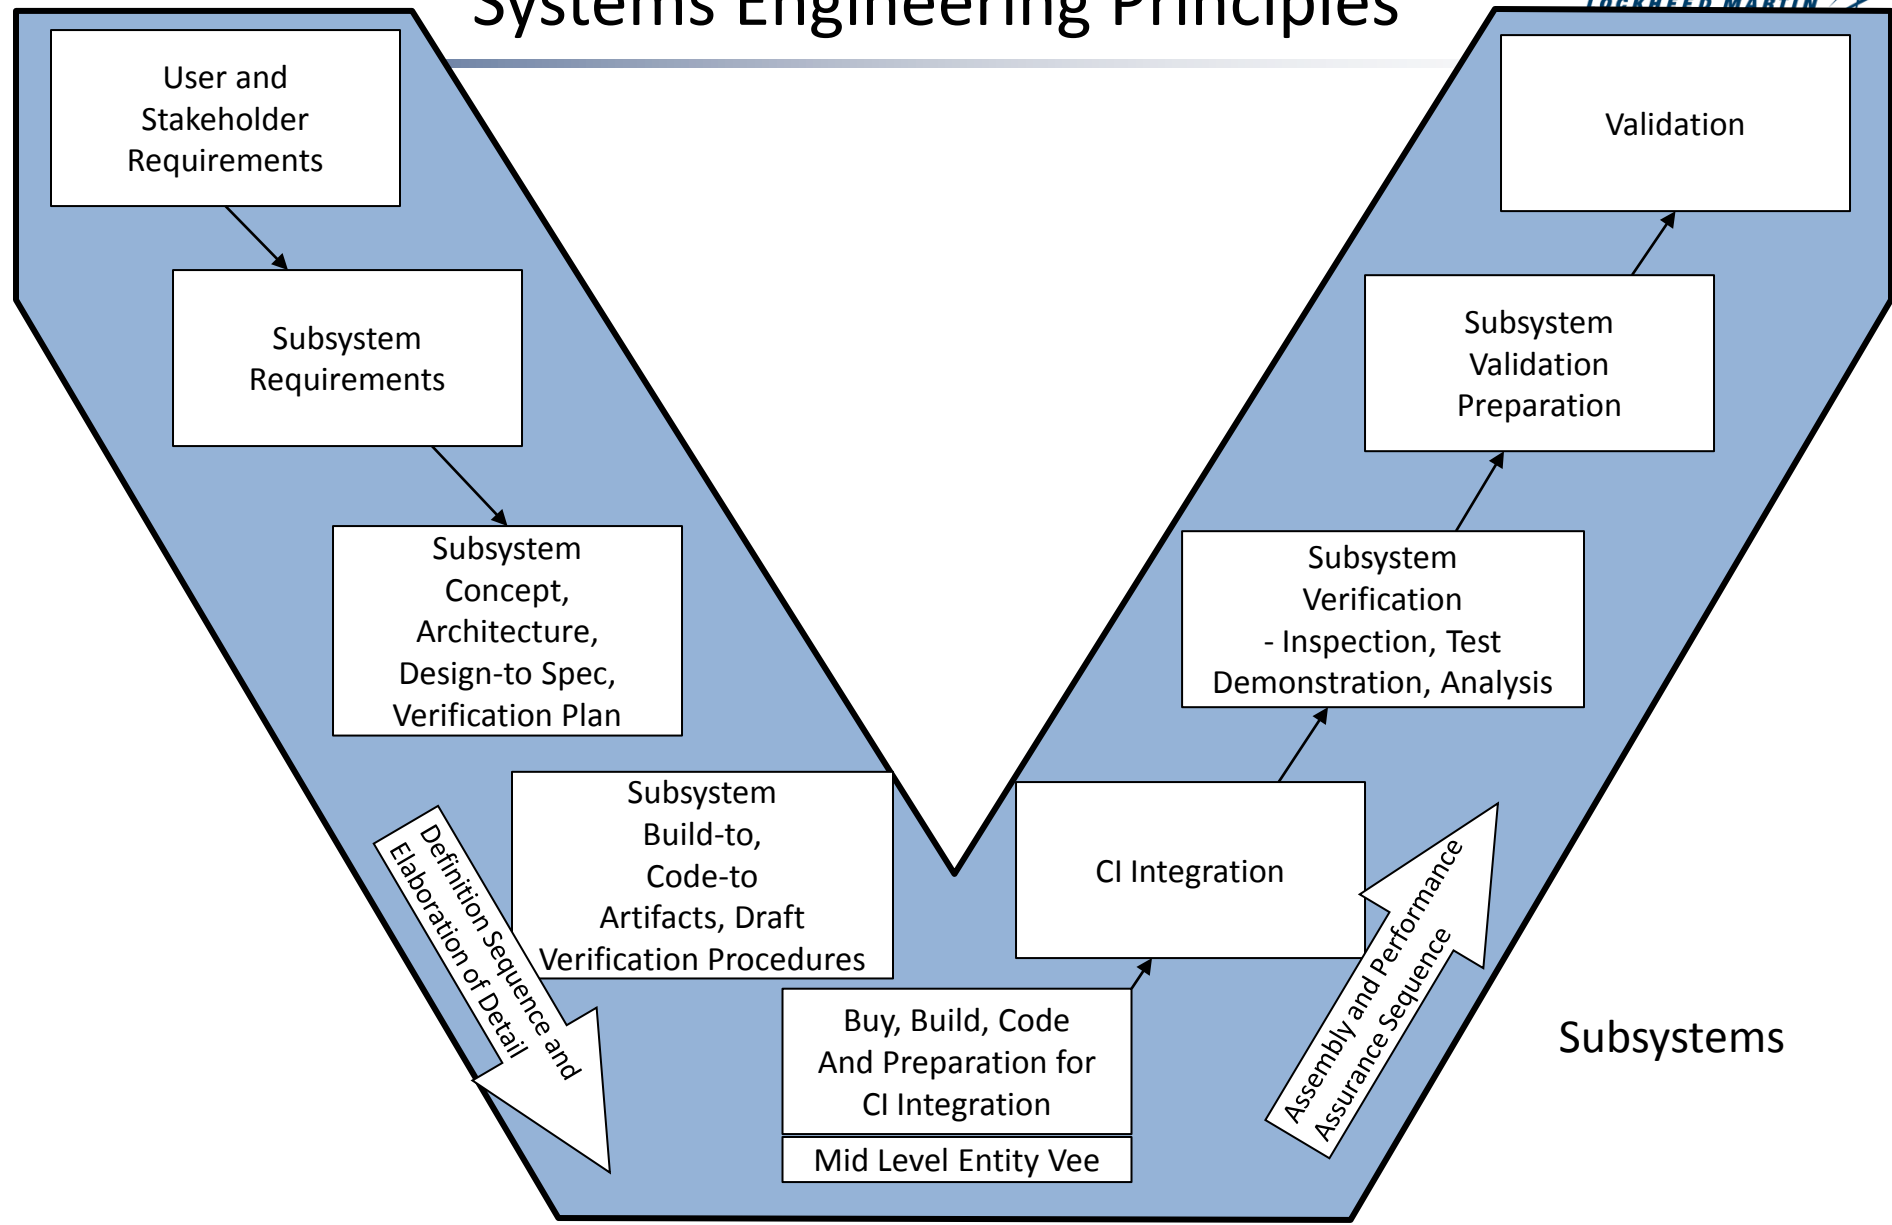 Systems Engineering Principles
LOCKHEED MARTIN
User and
Stakeholder
Requirements
Subsystem
Requirements
Subsystem
Concept,
Architecture,
Design-to Spec,
Verification Plan
Subsystem
Build-to,
Code-to
Artifacts, Draft
Verification Procedures
Definition Sequence and
Elaboration of Detail
Buy, Build, Code
And Preparation for
CI Integration
Mid Level Entity Vee
CI Integration
Subsystem
Verification
- Inspection, Test
Demonstration, Analysis
Subsystem
Validation
Preparation
Validation
Assembly and Performance
Assurance Sequence
Subsystems